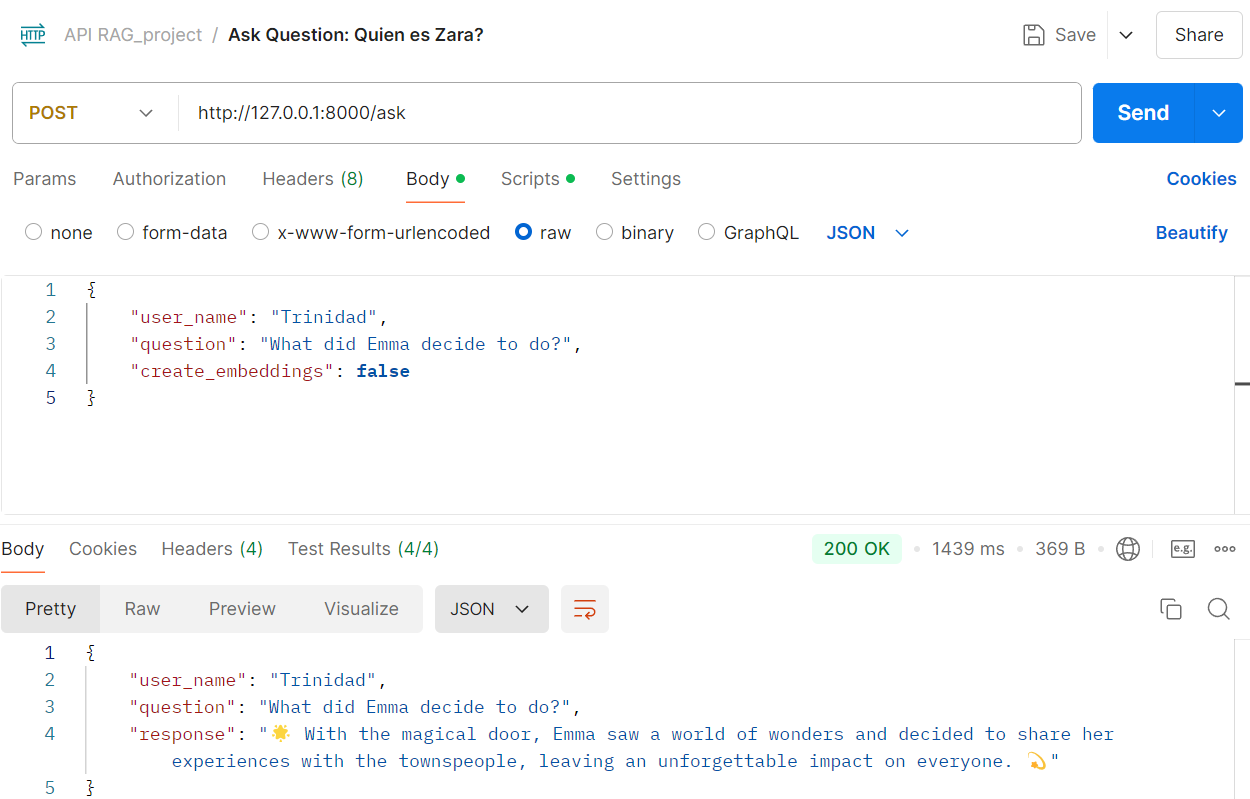 HTTP API RAG_project / Ask Question: Quien es Zara? Save Share
POST http://127.0.0.1:8000/ask Send
Params Authorization Headers (8) Body Scripts Settings Cookies
none form-data x-www-form-urlencoded raw binary GraphQL JSON Beautify
1 {
2 "user_name": "Trinidad",
3 "question": "What did Emma decide to do?",
4 "create_embeddings": false
5 }
Body Cookies Headers (4) Test Results (4/4) 200 OK 1439 ms 369 B e.g.
Pretty Raw Preview Visualize JSON
1 {
2 "user_name": "Trinidad",
3 "question": "What did Emma decide to do?",
4 "response": "🌟 With the magical door, Emma saw a world of wonders and decided to share her
experiences with the townspeople, leaving an unforgettable impact on everyone. 💫"
5 }